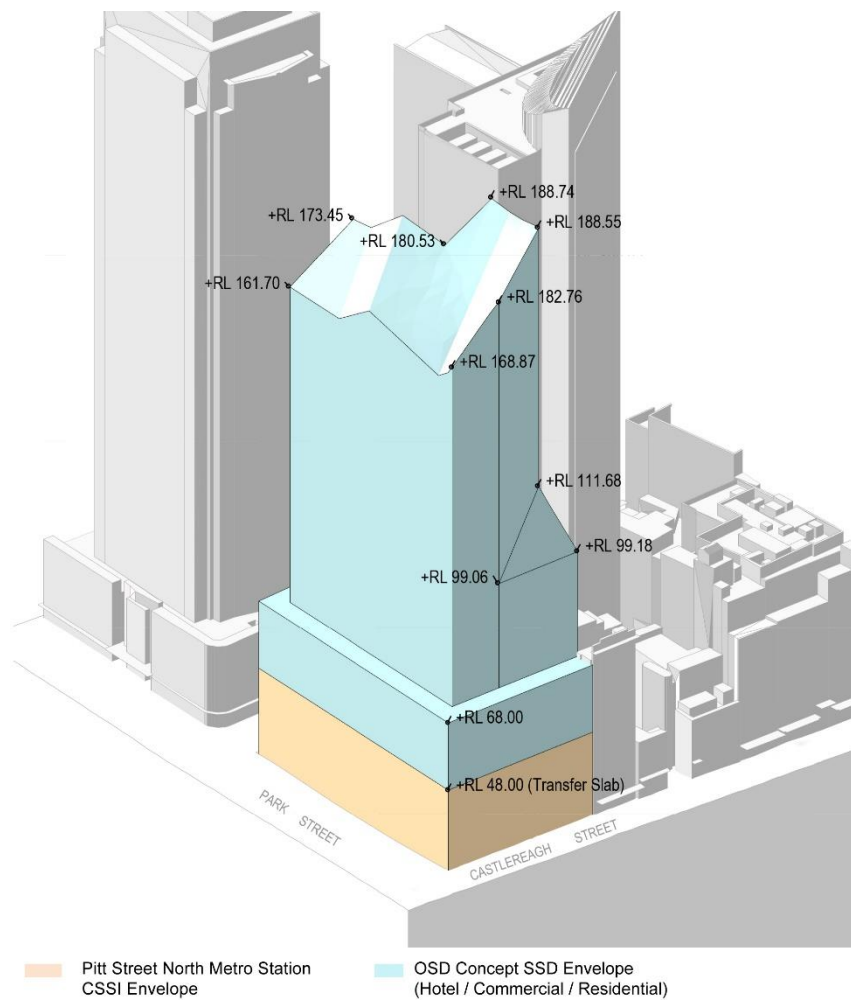 +RL 188.74
+RL 173.45
+RL 188.55
+RL 180.53
+RL 161.70
+RL 182.76
+RL 168.87
+RL 111.68
+RL 99.18
+RL 99.06
+RL 68.00
+RL 48.00 (Transfer Slab)
PARK STREET
CASTLEREAGH STREET
Pitt Street North Metro Station
CSSI Envelope
OSD Concept SSD Envelope
(Hotel / Commercial / Residential)